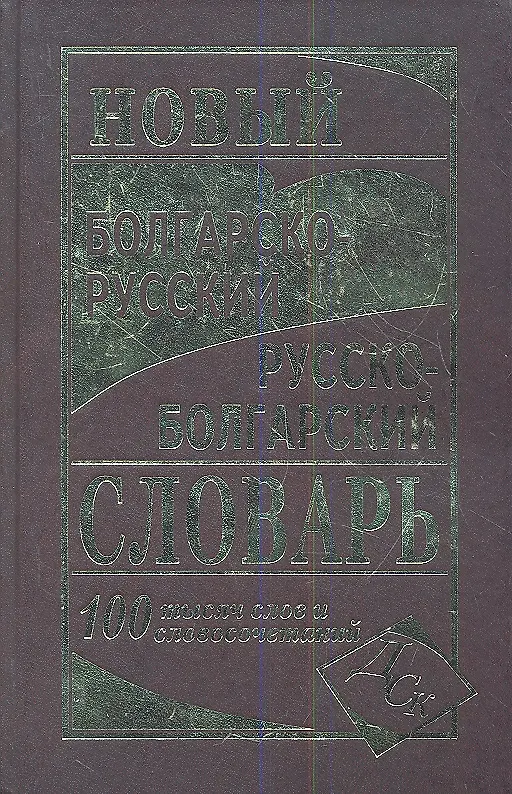 НОВЫЙ
БОЛГАРСКО-
РУССКИЙ
РУССКО-
БОЛГАРСКИЙ
СЛОВАРЬ
100 тысяч слов и
словосочетаний
ДСК